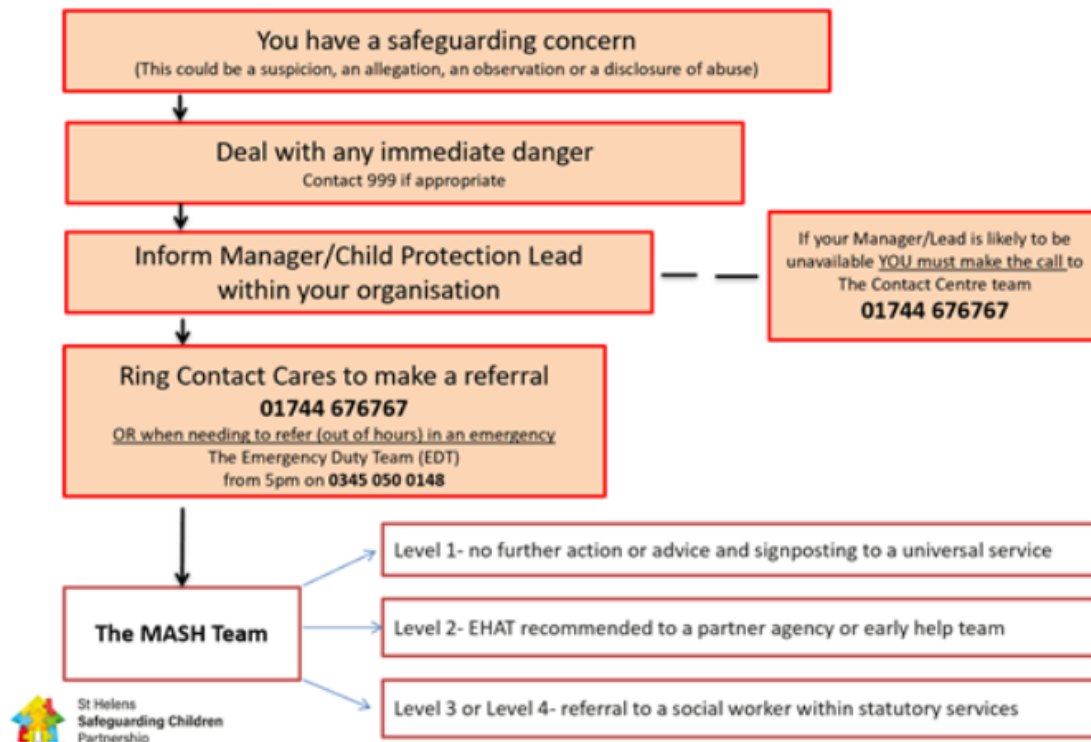 You have a safeguarding concern
(This could be a suspicion, an allegation, an observation or a disclosure of abuse)
Deal with any immediate danger
Contact 999 if appropriate
Inform Manager/Child Protection Lead
within your organisation
If your Manager/Lead is likely to be
unavailable YOU must make the call to
The Contact Centre team
01744 676767
Ring Contact Cares to make a referral
01744 676767
OR when needing to refer (out of hours) in an emergency
The Emergency Duty Team (EDT)
from 5pm on 0345 050 0148
The MASH Team
Level 1- no further action or advice and signposting to a universal service
Level 2- EHAT recommended to a partner agency or early help team
Level 3 or Level 4- referral to a social worker within statutory services
St Helens
Safeguarding Children
Partnership